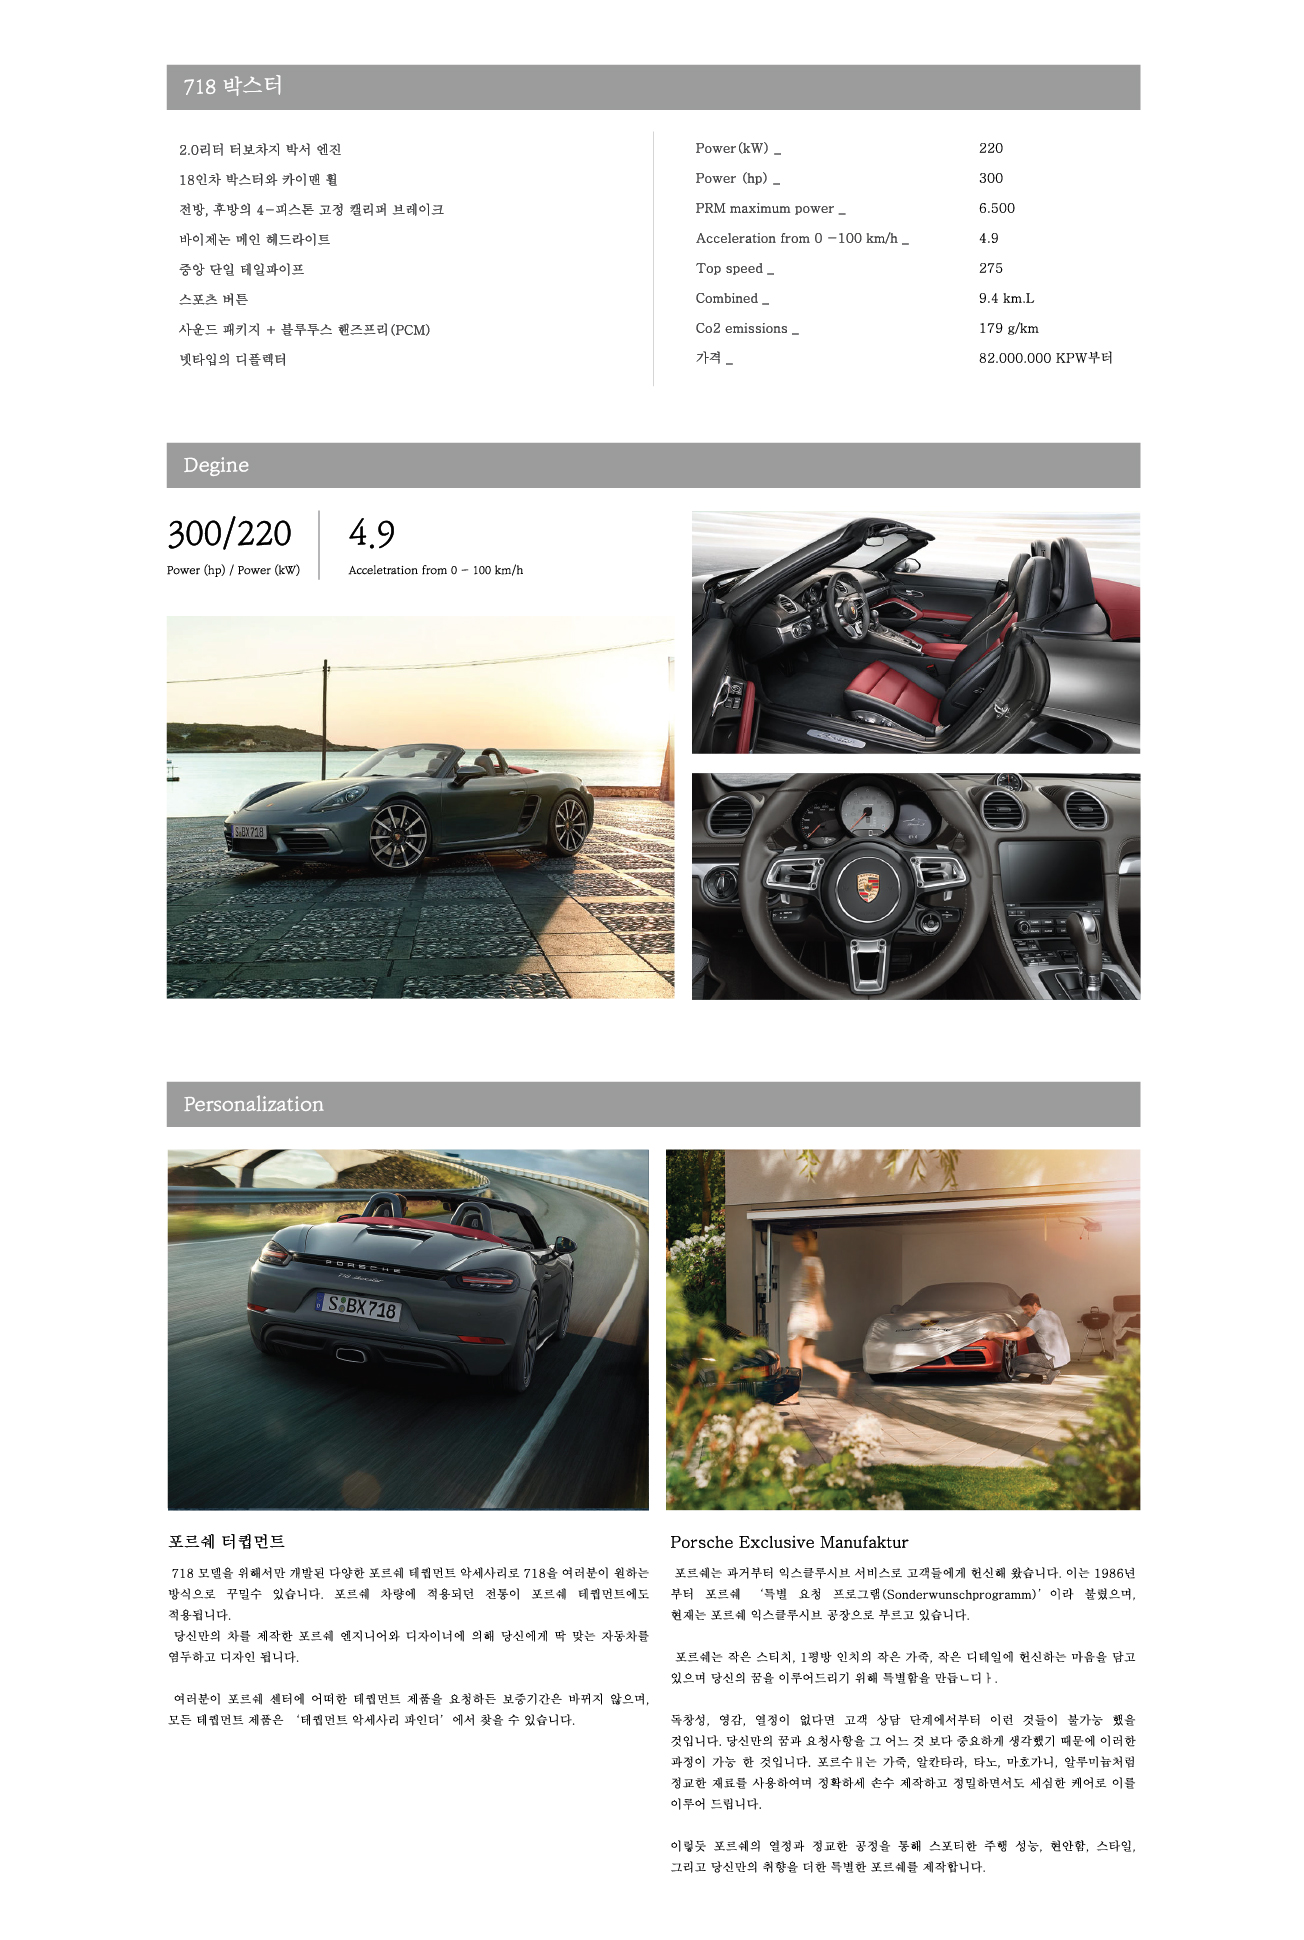 718 박스터
2.0리터 터보차지 박서 엔진
18인차 박스터와 카이맨 휠
전방, 후방의 4-피스톤 고정 캘리퍼 브레이크
바이제논 메인 헤드라이트
중앙 단일 테일파이프
스포츠 버튼
사운드 패키지 + 블루투스 핸즈프리(PCM)
넷타입의 디플렉터
Power(kW) _ 220
Power (hp) _ 300
PRM maximum power _ 6.500
Acceleration from 0 -100 km/h _ 4.9
Top speed _ 275
Combined _ 9.4 km.L
Co2 emissions _ 179 g/km
가격 _ 82.000.000 KPW부터
Degine
300/220
Power (hp) / Power (kW)
4.9
Acceletration from 0 - 100 km/h
S BX 718
Personalization
PORSCHE
718 Boxster
S BX 718
포르쉐 터큅먼트
718 모델을 위해서만 개발된 다양한 포르쉐 테큅먼트 악세사리로 718을 여러분이 원하는
방식으로 꾸밀수 있습니다. 포르쉐 차량에 적용되던 전통이 포르쉐 테큅먼트에도
적용됩니다.
당신만의 차를 제작한 포르쉐 엔지니어와 디자이너에 의해 당신에게 딱 맞는 자동차를
염두하고 디자인 됩니다.
여러분이 포르쉐 센터에 어떠한 테큅먼트 제품을 요청하든 보증기간은 바뀌지 않으며,
모든 테큅먼트 제품은 ‘테큅먼트 악세사리 파인더’ 에서 찾을 수 있습니다.
Porsche Exclusive Manufaktur
포르쉐는 과거부터 익스클루시브 서비스로 고객들에게 헌신해 왔습니다. 이는 1986년
부터 포르쉐 ‘특별 요청 프로그램(Sonderwunschprogramm)’ 이라 불렸으며,
현재는 포르쉐 익스클루시브 공장으로 부르고 있습니다.
포르쉐는 작은 스티치, 1평방 인치의 작은 가죽, 작은 디테일에 헌신하는 마음을 담고
있으며 당신의 꿈을 이루어드리기 위해 특별함을 만듭ㄴ디ㅏ.
독창성, 영감, 열정이 없다면 고객 상담 단계에서부터 이런 것들이 불가능 했을
것입니다. 당신만의 꿈과 요청사항을 그 어느 것 보다 중요하게 생각했기 때문에 이러한
과정이 가능 한 것입니다. 포르수ㅐ는 가죽, 알칸타라, 타노, 마호가니, 알루미늄처럼
정교한 재료를 사용하여며 정확하세 손수 제작하고 정밀하면서도 세심한 케어로 이를
이루어 드립니다.
이렇듯 포르쉐의 열정과 정교한 공정을 통해 스포티한 주행 성능, 현안함, 스타일,
그리고 당신만의 취향을 더한 특별한 포르쉐를 제작합니다.